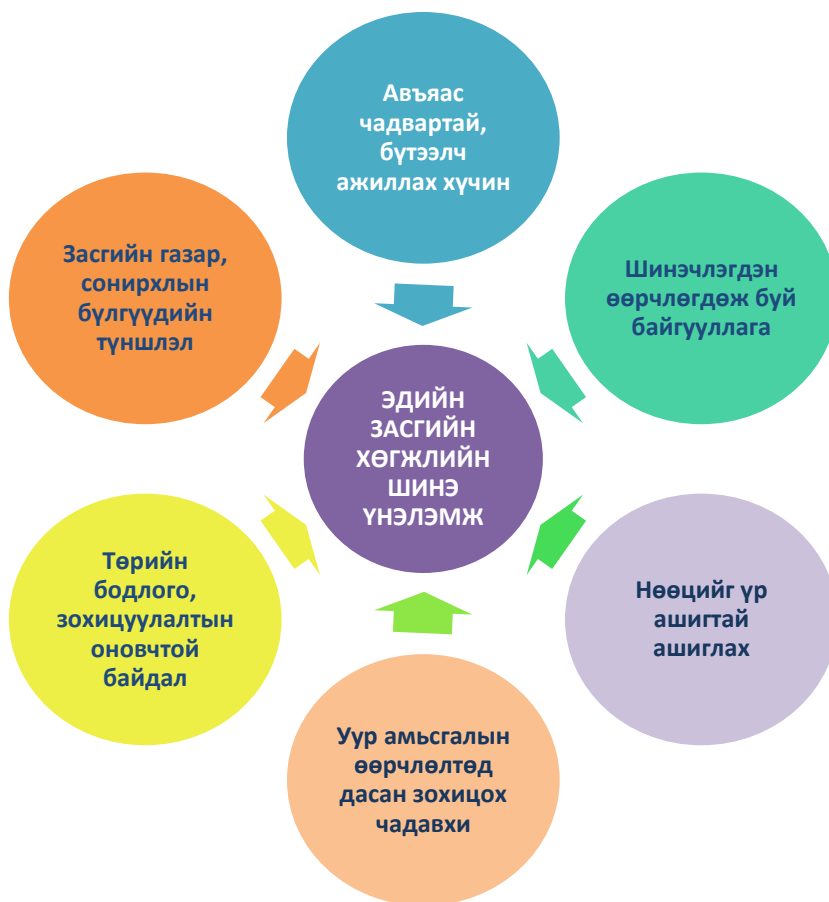 Авъяас
чадвартай,
бүтээлч
ажиллах хүчин
Засгийн газар,
сонирхлын
бүлгүүдийн
түншлэл
Шинэчлэгдэн
өөрчлөгдөж буй
байгууллага
ЭДИЙН
ЗАСГИЙН
ХӨГЖЛИЙН
ШИНЭ
ҮНЭЛЭМЖ
Төрийн
бодлого,
зохицуулалтын
оновчтой
байдал
Нөөцийг үр
ашигтай
ашиглах
Уур амьсгалын
өөрчлөлтөд
дасан зохицох
чадавхи